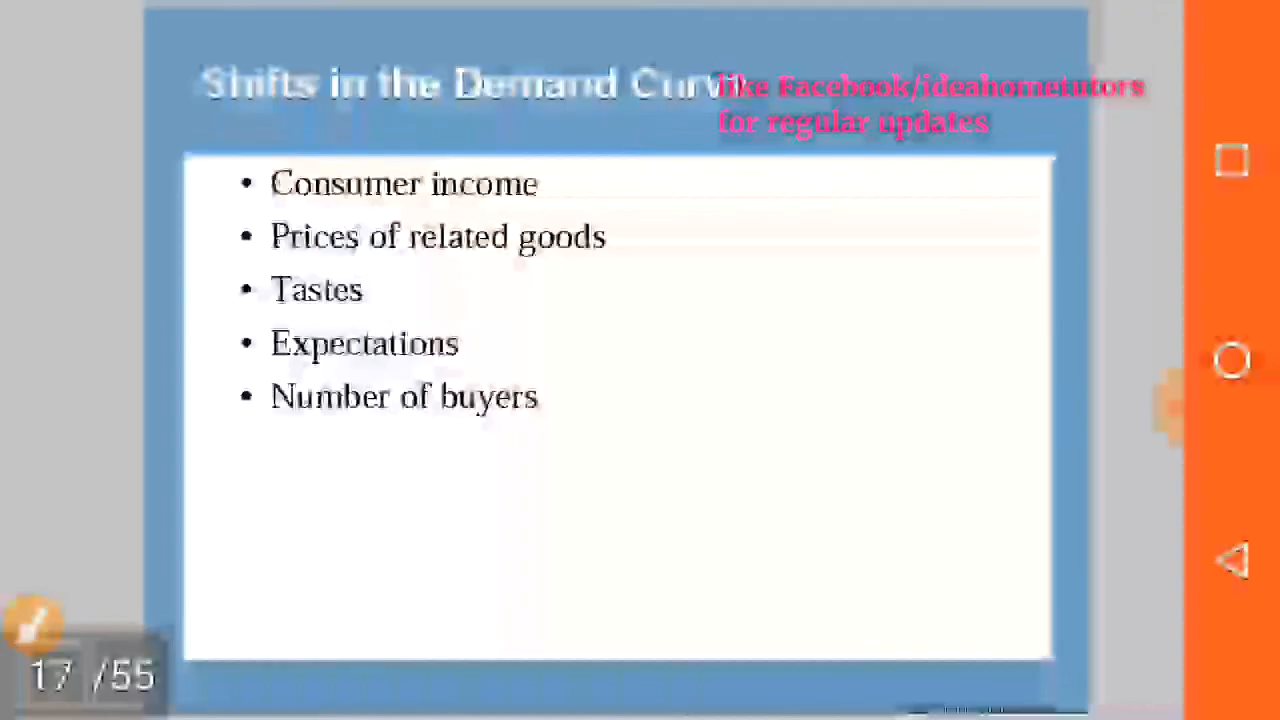 Shifts in the Demand Curve
like Facebook/ideahometutors
for regular updates
• Consumer income
• Prices of related goods
• Tastes
• Expectations
• Number of buyers
17 /55